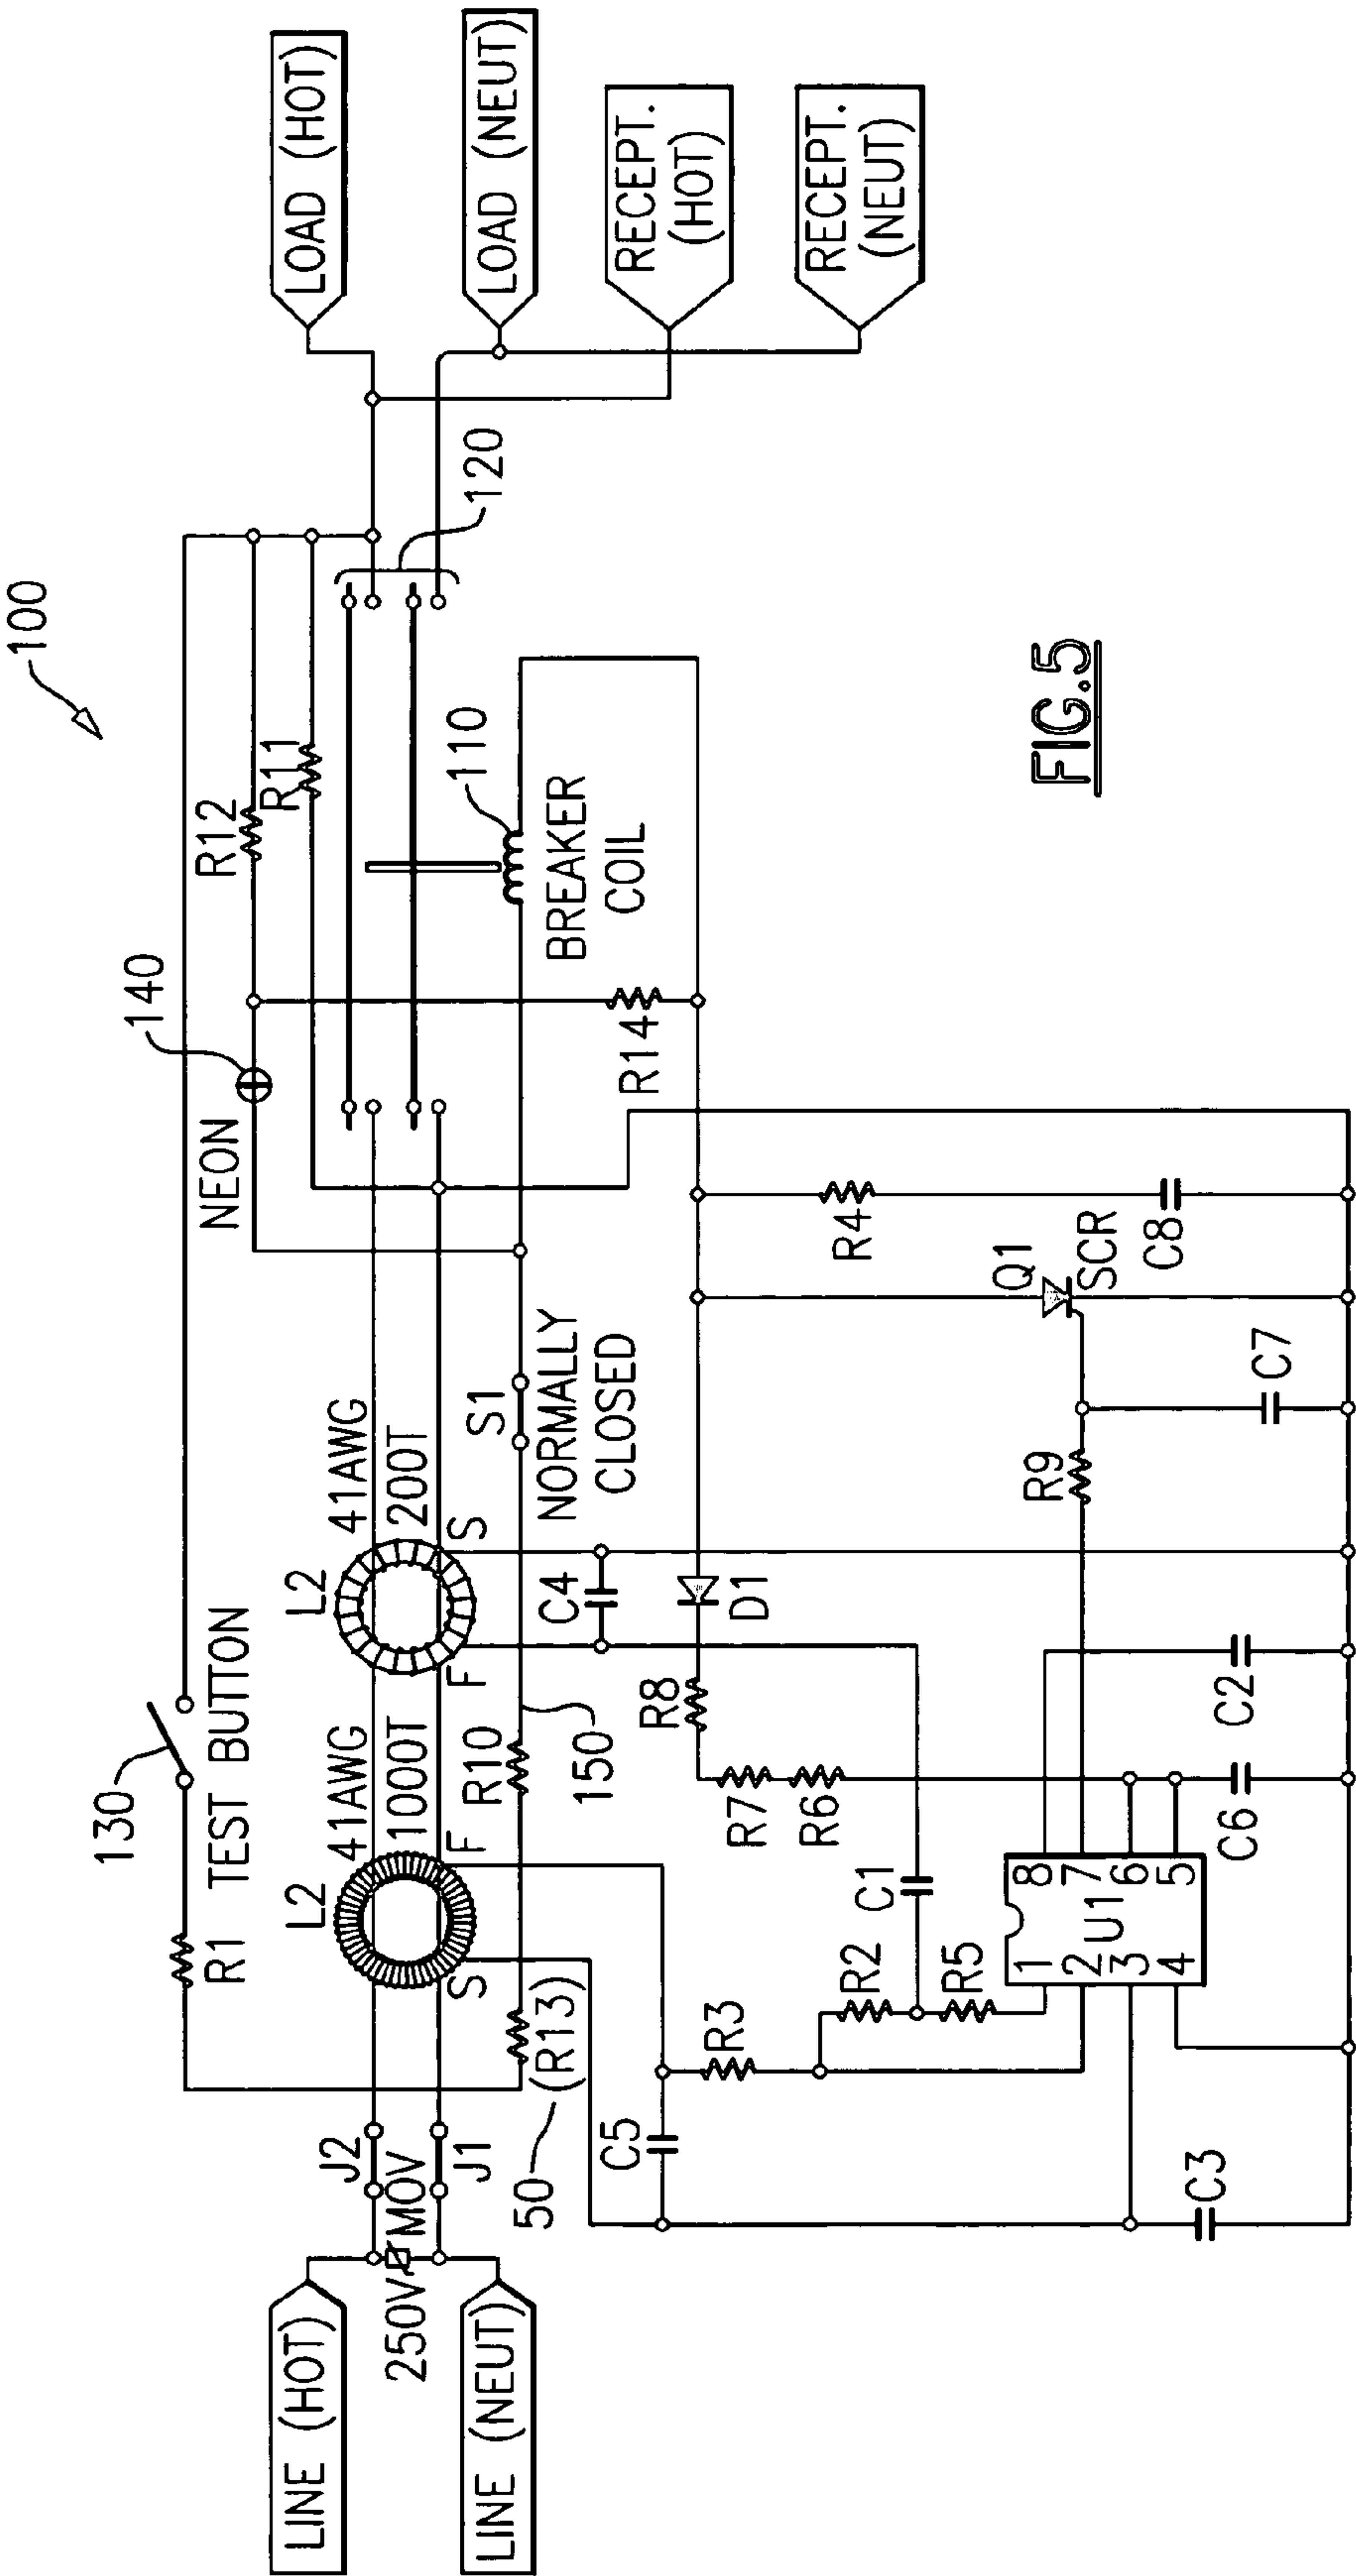 100
LINE (HOT)
LINE (NEUT)
250V
MOV
J2
J1
50
(R13)
R1
130
TEST BUTTON
L2
41AWG
1000T
S
F
R10
150
L2
41AWG
200T
F
S
S1
NORMALLY
CLOSED
NEON
140
R12
R11
R14
110
BREAKER
COIL
120
LOAD (HOT)
LOAD (NEUT)
RECEPT.
(HOT)
RECEPT.
(NEUT)
C5
R3
R2
R5
C1
C4
D1
R8
R7
R6
R4
R9
Q1
SCR
C8
C7
C2
C6
C3
U1
1
2
3
4
8
7
6
5
FIG.5